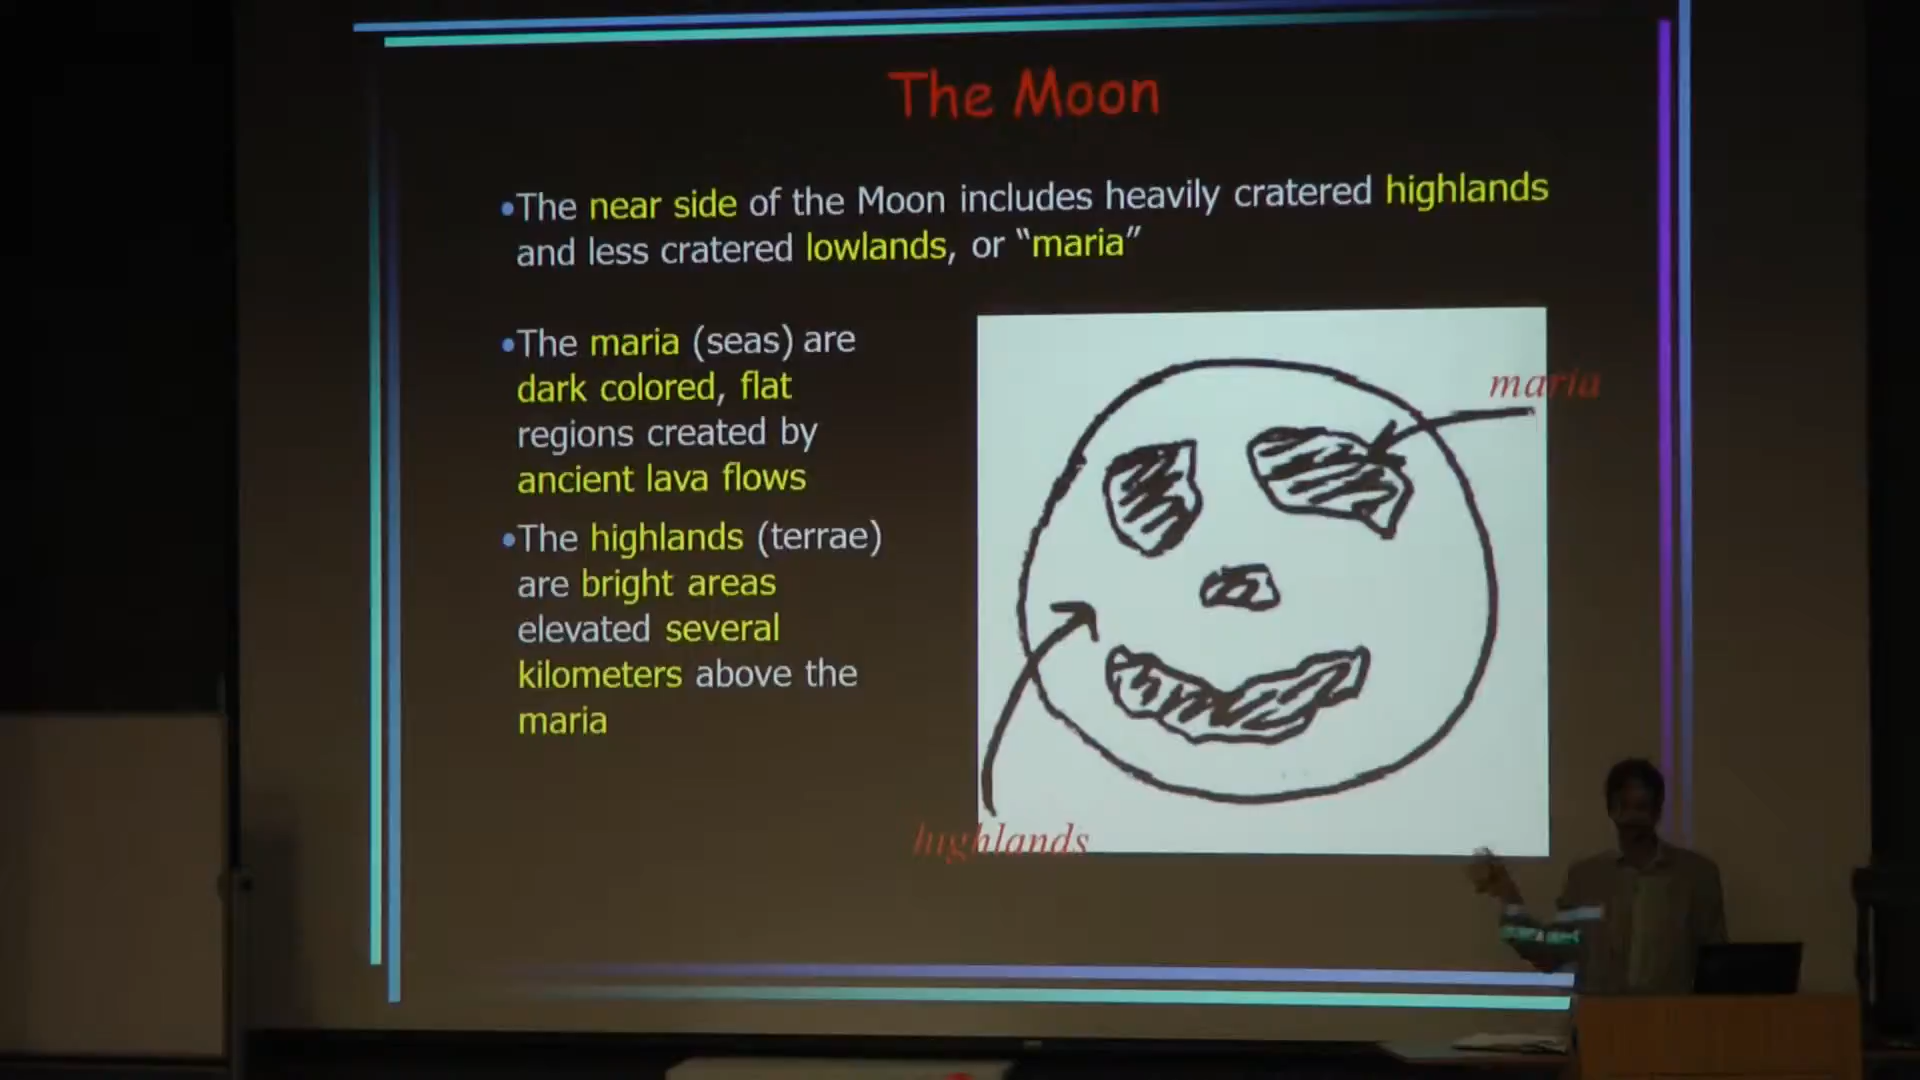 The Moon
•The near side of the Moon includes heavily cratered highlands
and less cratered lowlands, or “maria”
•The maria (seas) are
dark colored, flat
regions created by
ancient lava flows
•The highlands (terrae)
are bright areas
elevated several
kilometers above the
maria
maria
highlands